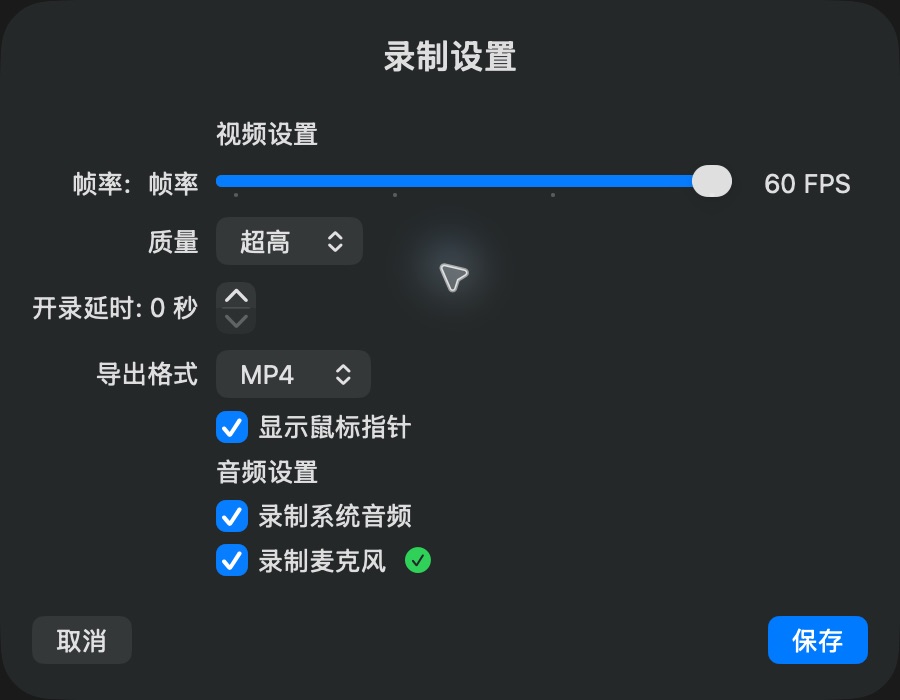 录制设置
视频设置
帧率: 帧率 60 FPS
质量 超高
开录延时: 0 秒
导出格式 MP4
显示鼠标指针
音频设置
录制系统音频
录制麦克风
取消 保存